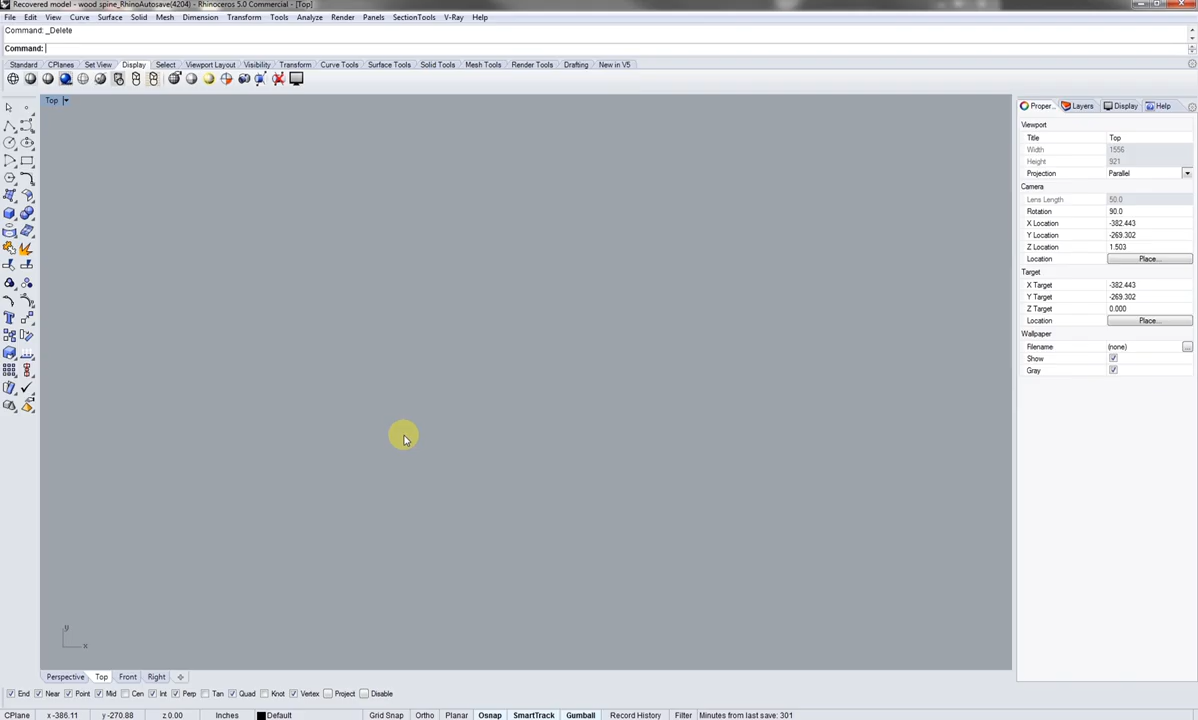 Recovered model - wood spine_RhinoAutosave(4204) - Rhinoceros 5.0 Commercial - [Top]
File Edit View Curve Surface Solid Mesh Dimension Transform Tools Analyze Render Panels SectionTools V-Ray Help
Command: _Delete
Command:
Standard CPlanes Set View Display Select Viewport Layout Visibility Transform Curve Tools Surface Tools Solid Tools Mesh Tools Render Tools Drafting New in V5
Top
Proper... Layers Display Help
Viewport
Title Top
Width 1556
Height 921
Projection Parallel
Camera
Lens Length 50.0
Rotation 90.0
X Location -382.443
Y Location -269.302
Z Location 1.503
Location Place...
Target
X Target -382.443
Y Target -269.302
Z Target 0.000
Location Place...
Wallpaper
Filename (none) ...
Show
Gray
y
x
Perspective Top Front Right
End Near Point Mid Cen Int Perp Tan Quad Knot Vertex Project Disable
CPlane x -386.11 y -270.88 z 0.00 Inches Default Grid Snap Ortho Planar Osnap SmartTrack Gumball Record History Filter Minutes from last save: 301